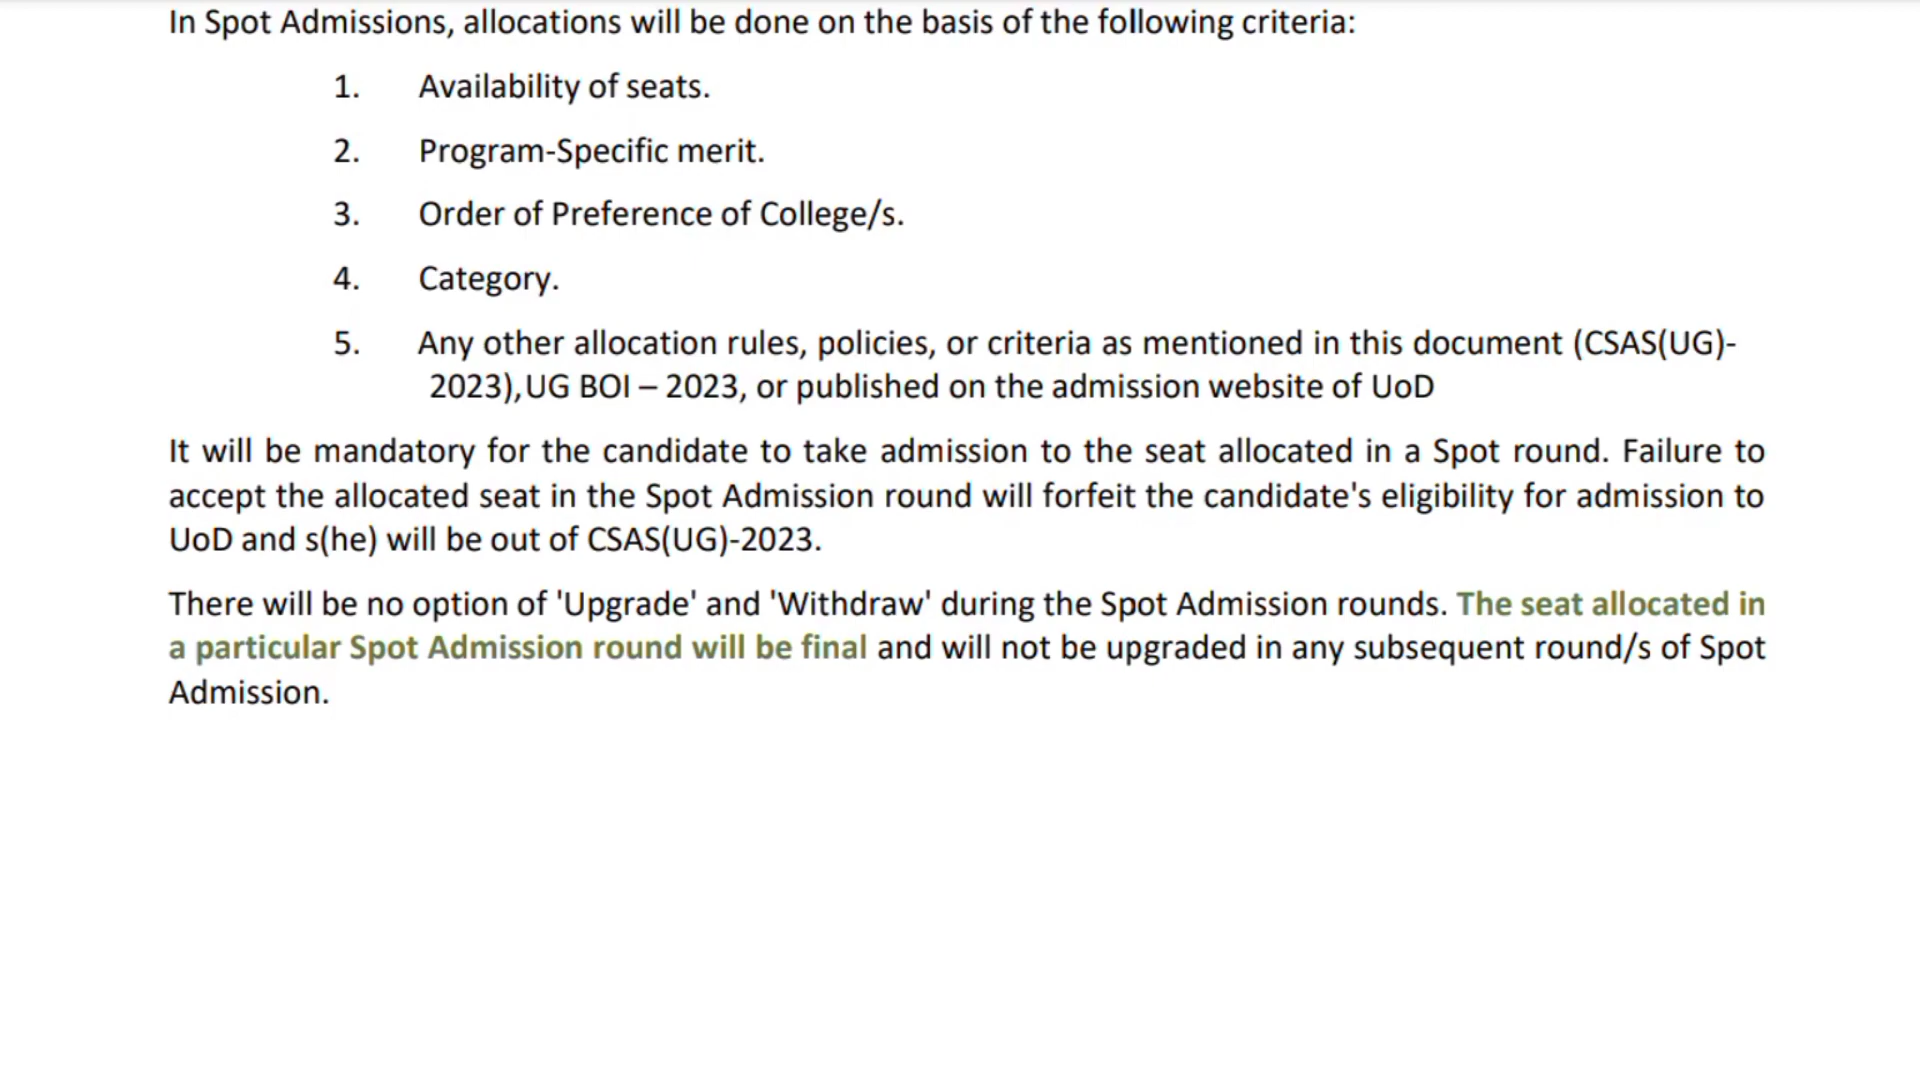 In Spot Admissions, allocations will be done on the basis of the following criteria:
1. Availability of seats.
2. Program-Specific merit.
3. Order of Preference of College/s.
4. Category.
5. Any other allocation rules, policies, or criteria as mentioned in this document (CSAS(UG)-
2023),UG BOI – 2023, or published on the admission website of UoD
It will be mandatory for the candidate to take admission to the seat allocated in a Spot round. Failure to
accept the allocated seat in the Spot Admission round will forfeit the candidate's eligibility for admission to
UoD and s(he) will be out of CSAS(UG)-2023.
There will be no option of 'Upgrade' and 'Withdraw' during the Spot Admission rounds. The seat allocated in
a particular Spot Admission round will be final and will not be upgraded in any subsequent round/s of Spot
Admission.